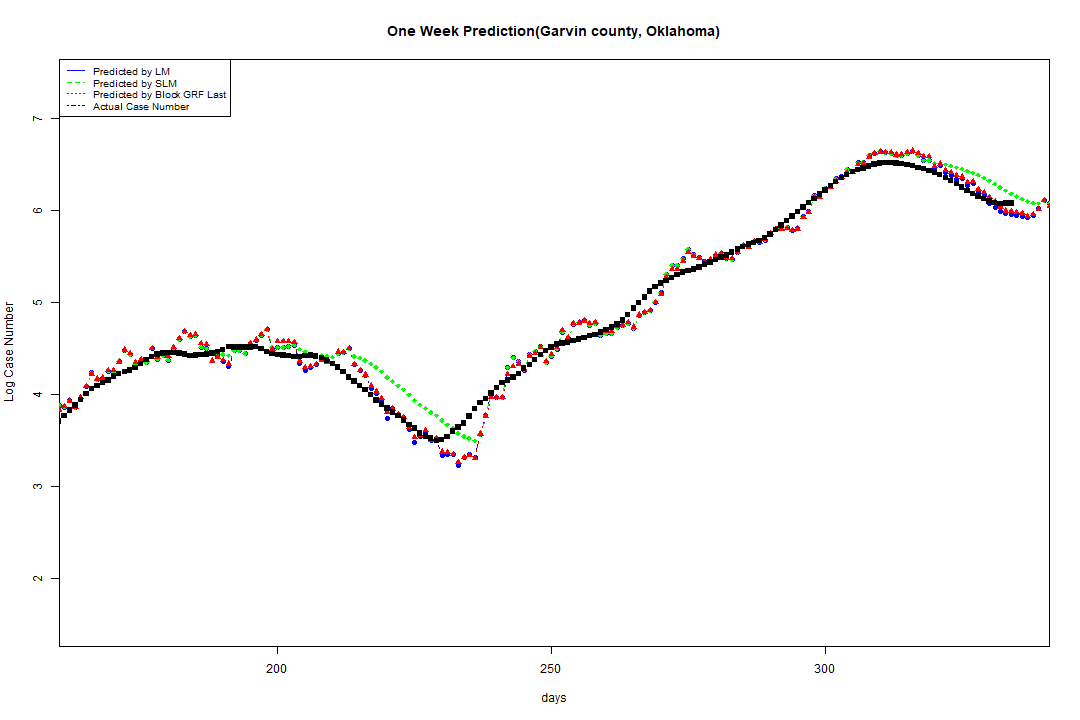 One Week Prediction(Garvin county, Oklahoma)
Predicted by LM
Predicted by SLM
Predicted by Block GRF Last
Actual Case Number
7
6
5
4
3
2
Log Case Number
200 250 300
days